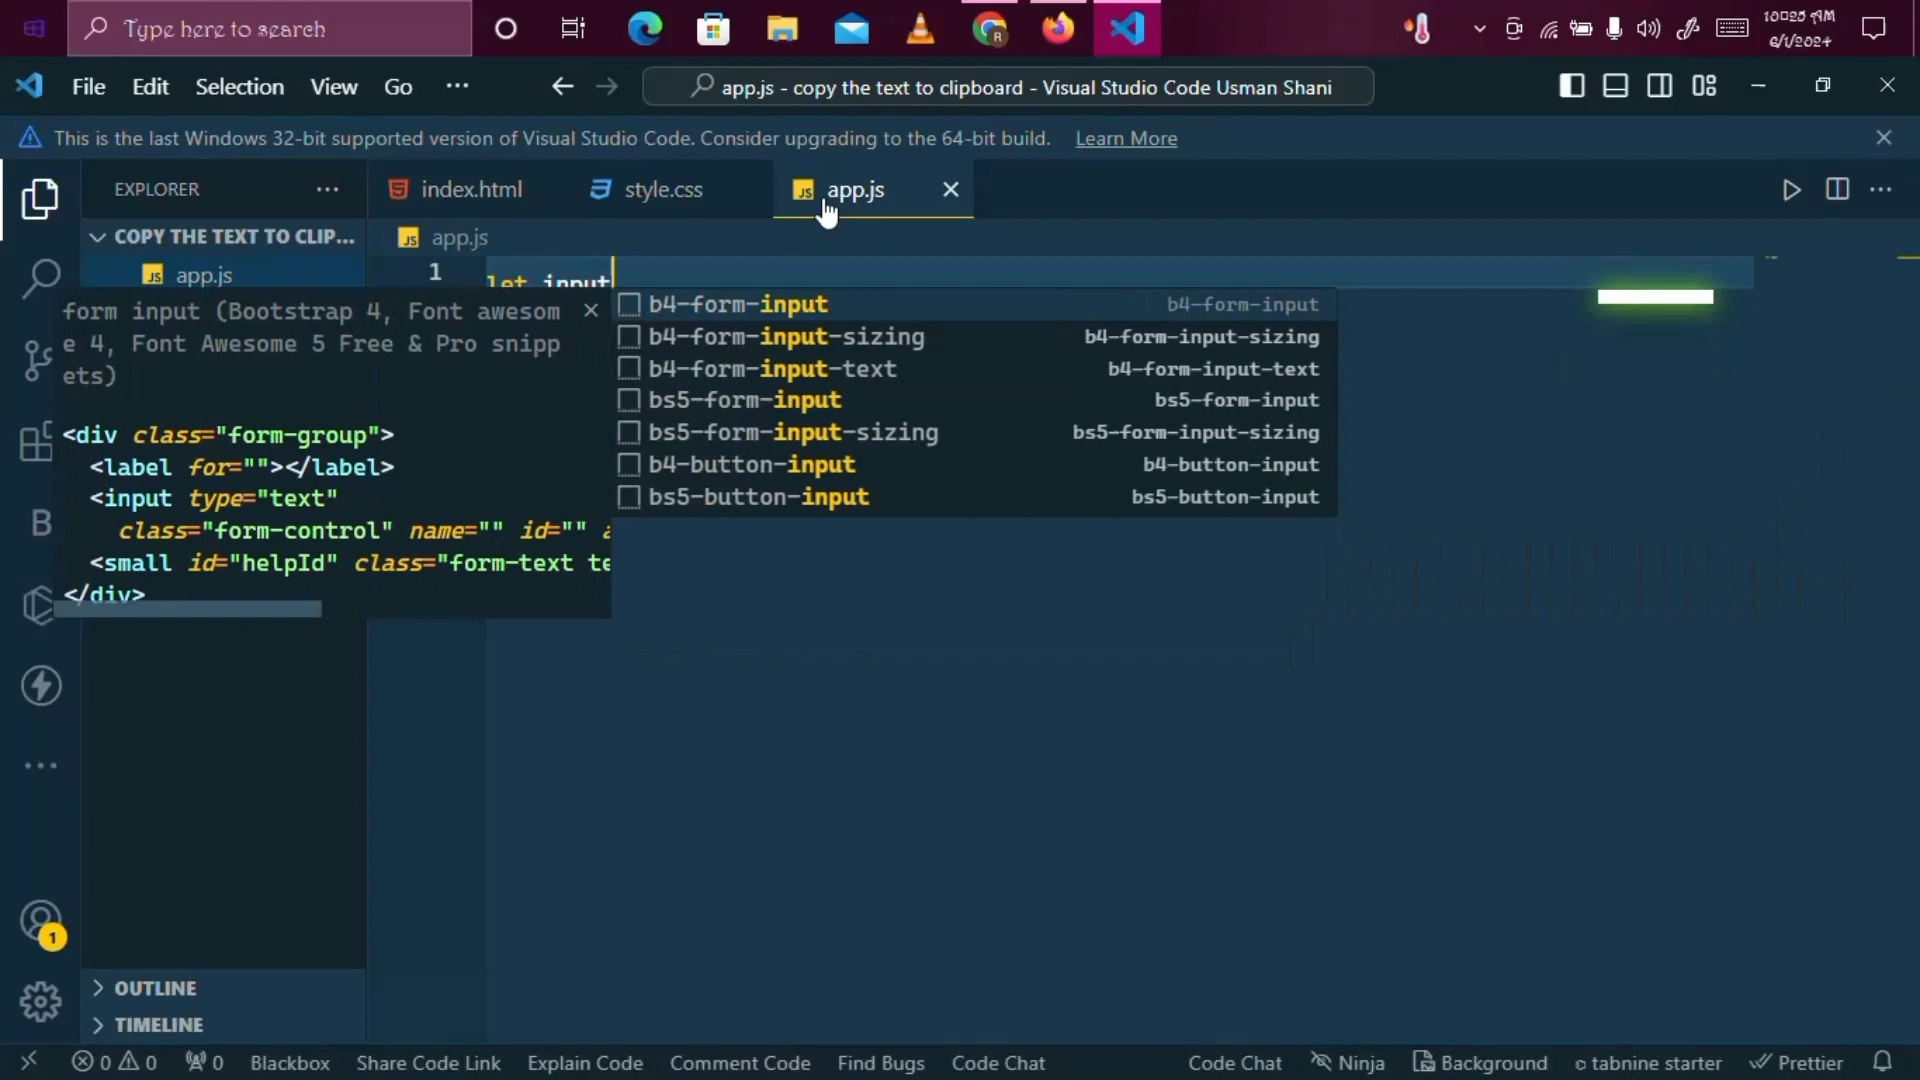 Type here to search
10:25 AM
6/1/2024
File Edit Selection View Go ...
app.js - copy the text to clipboard - Visual Studio Code Usman Shani
This is the last Windows 32-bit supported version of Visual Studio Code. Consider upgrading to the 64-bit build. Learn More
EXPLORER
index.html
style.css
JS app.js
COPY THE TEXT TO CLIP...
JS app.js
JS app.js
1
let input
form input (Bootstrap 4, Font awesom
e 4, Font Awesome 5 Free & Pro snipp
ets)
<div class="form-group">
<label for=""></label>
<input type="text"
class="form-control" name="" id="" a
<small id="helpId" class="form-text te
</div>
b4-form-input b4-form-input
b4-form-input-sizing b4-form-input-sizing
b4-form-input-text b4-form-input-text
bs5-form-input bs5-form-input
bs5-form-input-sizing bs5-form-input-sizing
b4-button-input b4-button-input
bs5-button-input bs5-button-input
B
1
OUTLINE
TIMELINE
0 0 0 Blackbox Share Code Link Explain Code Comment Code Find Bugs Code Chat Code Chat Ninja Background tabnine starter Prettier